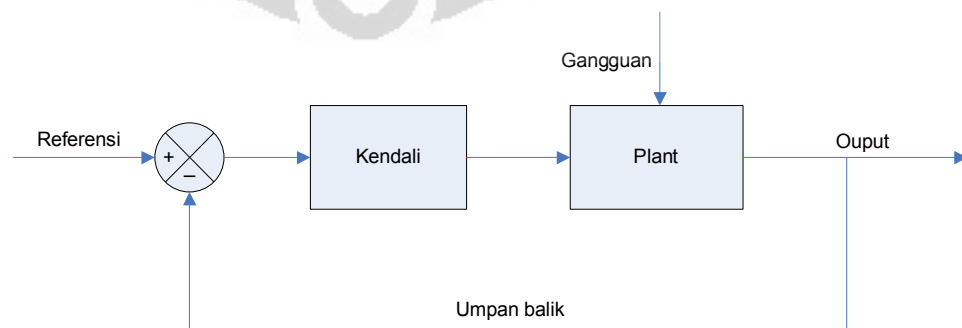 Gangguan
Referensi
+
−
Kendali
Plant
Ouput
Umpan balik